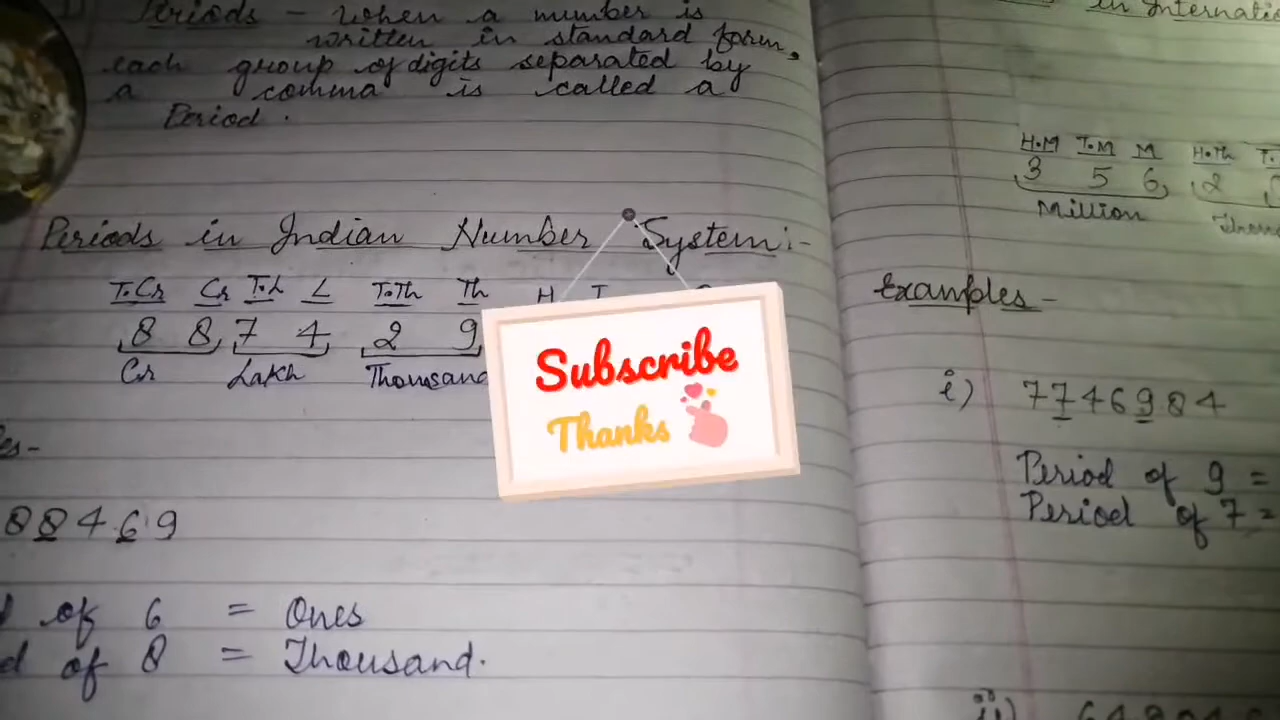 Periods - When a number is
written in standard form,
each group of digits separated by
a comma is called a
Period.
Periods in Indian Number System:-
T.Cr Cr T.L L T.Th Th H T
8 8 7 4 2 9
Cr Lakh Thousand
88469
of 6 = Ones
of 8 = Thousand.
in
H.M T.M M H.Th
3 5 6, 2
Million
Examples -
i) 7746984
Period of 9 =
Period of 7 =
ii)
Subscribe
Thanks